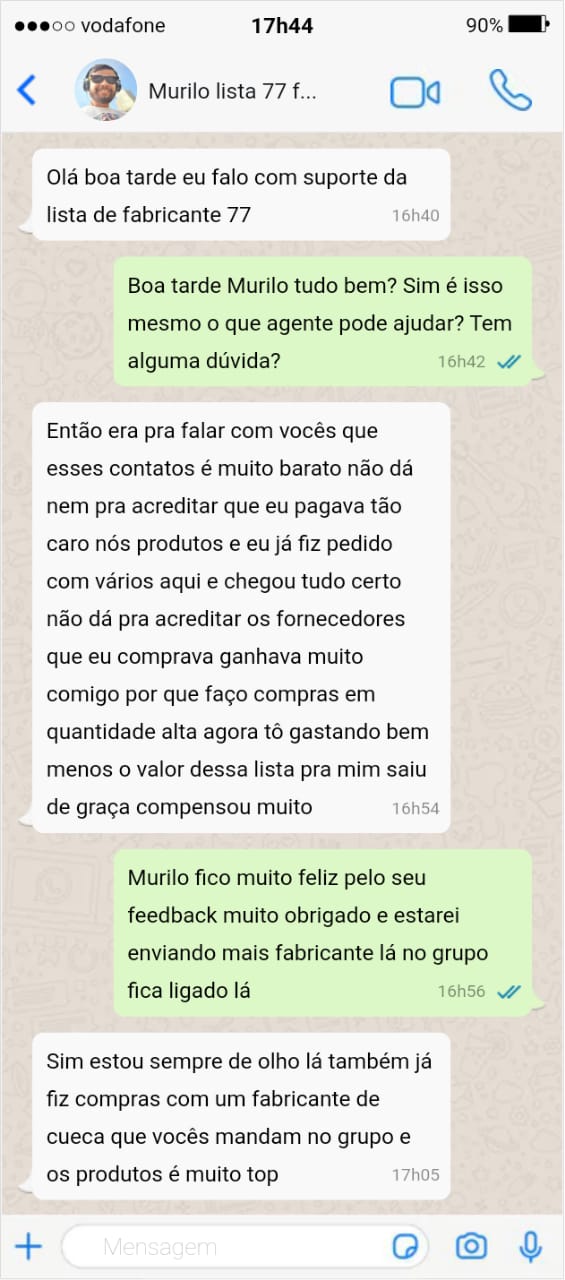 vodafone 17h44 90%
Murilo lista 77 f...
Olá boa tarde eu falo com suporte da
lista de fabricante 77 16h40
Boa tarde Murilo tudo bem? Sim é isso
mesmo o que agente pode ajudar? Tem
alguma dúvida? 16h42
Então era pra falar com vocês que
esses contatos é muito barato não dá
nem pra acreditar que eu pagava tão
caro nós produtos e eu já fiz pedido
com vários aqui e chegou tudo certo
não dá pra acreditar os fornecedores
que eu comprava ganhava muito
comigo por que faço compras em
quantidade alta agora tô gastando bem
menos o valor dessa lista pra mim saiu
de graça compensou muito 16h54
Murilo fico muito feliz pelo seu
feedback muito obrigado e estarei
enviando mais fabricante lá no grupo
fica ligado lá 16h56
Sim estou sempre de olho lá também já
fiz compras com um fabricante de
cueca que vocês mandam no grupo e
os produtos é muito top 17h05
Mensagem